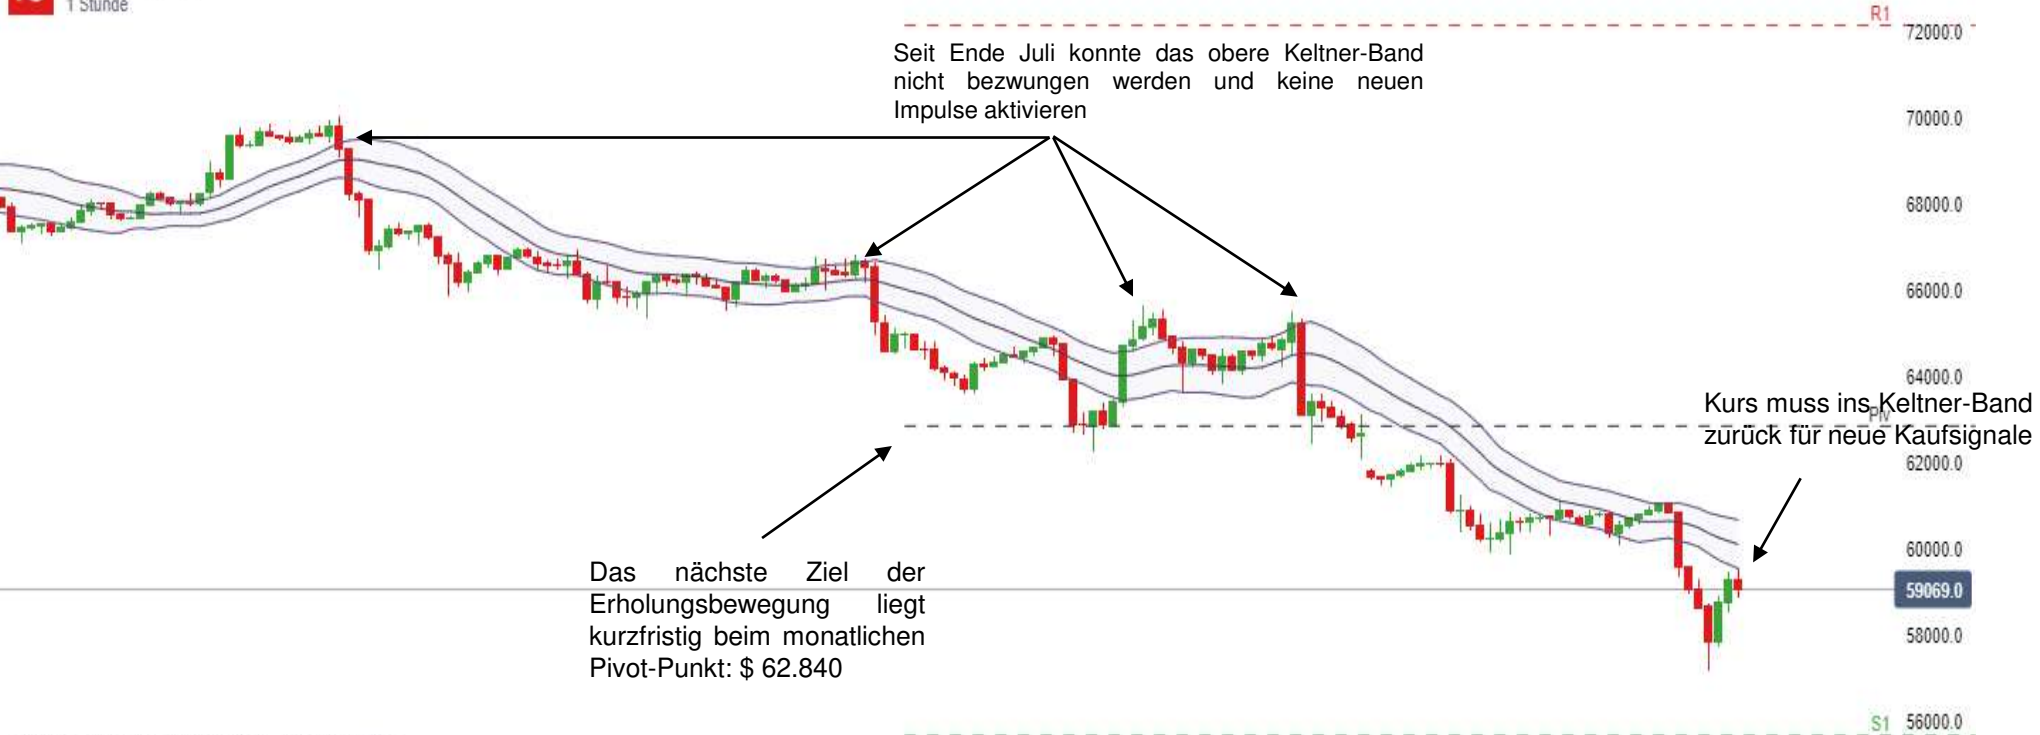 1 Stunde
R1
72000.0
Seit Ende Juli konnte das obere Keltner-Band
nicht bezwungen werden und keine neuen
Impulse aktivieren
70000.0
68000.0
66000.0
64000.0
Kurs muss ins Keltner-Band
Piv
zurück für neue Kaufsignale
62000.0
60000.0
Das nächste Ziel der
Erholungsbewegung liegt
kurzfristig beim monatlichen
Pivot-Punkt: $ 62.840
59069.0
58000.0
S1
56000.0